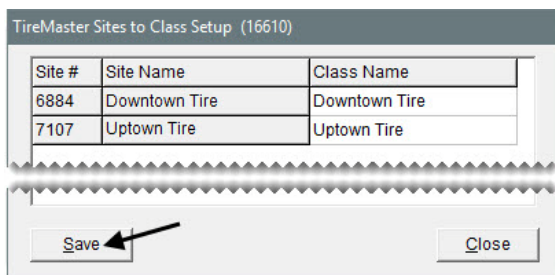 TireMaster Sites to Class Setup (16610)
Site # Site Name Class Name
6884 Downtown Tire Downtown Tire
7107 Uptown Tire Uptown Tire
Save Close